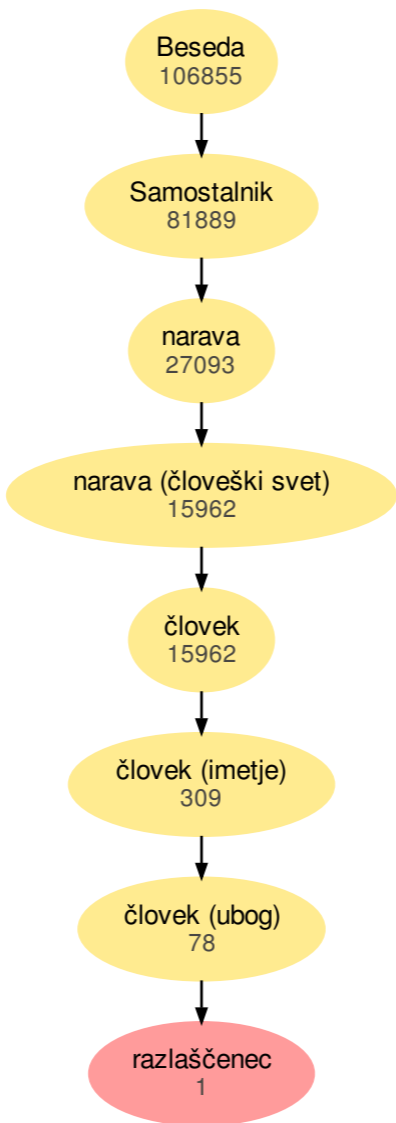 Beseda
106855
Samostalnik
81889
narava
27093
narava (človeški svet)
15962
človek
15962
človek (imetje)
309
človek (ubog)
78
razlaščenec
1